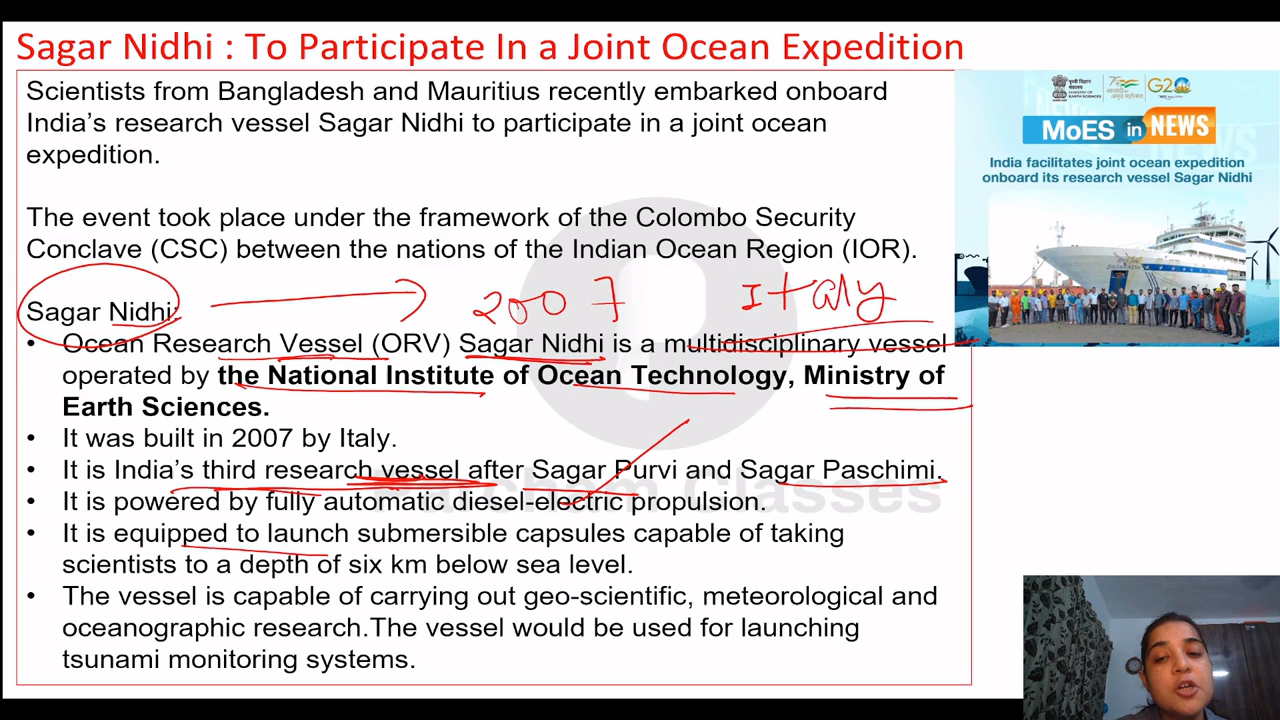 Sagar Nidhi : To Participate In a Joint Ocean Expedition
Scientists from Bangladesh and Mauritius recently embarked onboard
India's research vessel Sagar Nidhi to participate in a joint ocean
expedition.
The event took place under the framework of the Colombo Security
Conclave (CSC) between the nations of the Indian Ocean Region (IOR).
2007 Italy
Sagar Nidhi:
• Ocean Research Vessel (ORV) Sagar Nidhi is a multidisciplinary vessel
operated by the National Institute of Ocean Technology, Ministry of
Earth Sciences.
• It was built in 2007 by Italy.
• It is India's third research vessel after Sagar Purvi and Sagar Paschimi.
• It is powered by fully automatic diesel-electric propulsion.
• It is equipped to launch submersible capsules capable of taking
scientists to a depth of six km below sea level.
• The vessel is capable of carrying out geo-scientific, meteorological and
oceanographic research.The vessel would be used for launching
tsunami monitoring systems.
Parcham Classes
पृथ्वी विज्ञान
मंत्रालय
MINISTRY OF
EARTH SCIENCES
G20
MoES in NEWS
NEWS
India facilitates joint ocean expedition
onboard its research vessel Sagar Nidhi